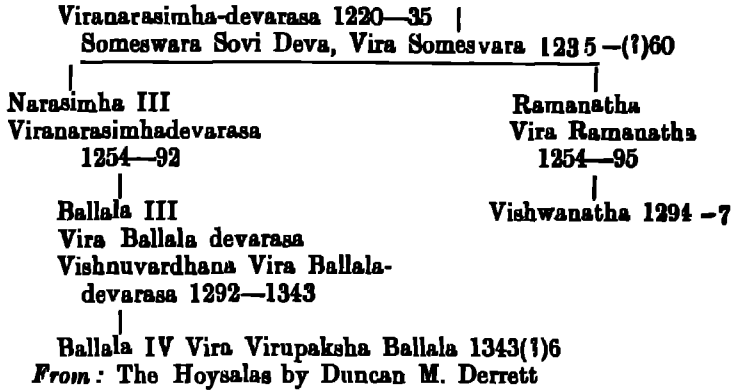 Viranarasimha-devarasa 1220—35
Someswara Sovi Deva, Vira Somesvara 1235 —(?)60
Narasimha III
Viranarasimhadevarasa
1254—92
Ramanatha
Vira Ramanatha
1254—95
Ballala III
Vira Ballala devarasa
Vishnuvardhana Vira Ballala-
devarasa 1292—1343
Vishwanatha 1294 –7
Ballala IV Vira Virupaksha Ballala 1343(?)6
From: The Hoysalas by Duncan M. Derrett